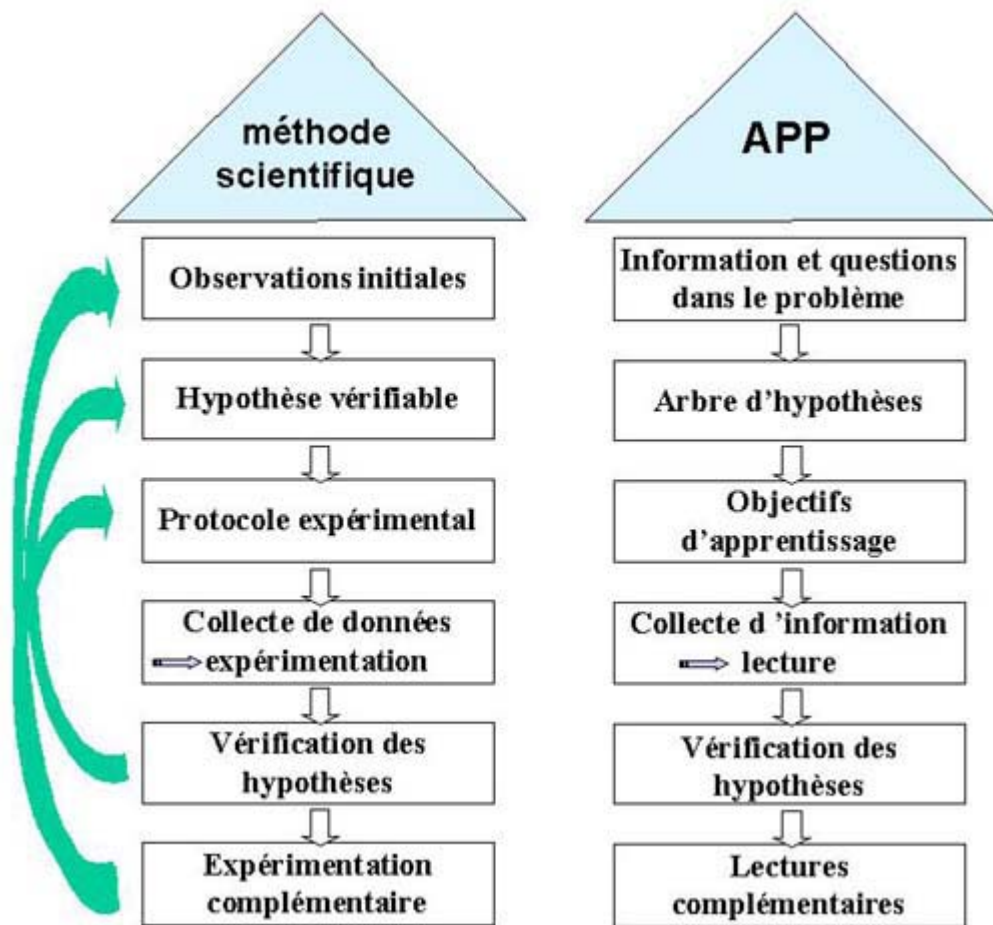 méthode
scientifique
Observations initiales
Hypothèse vérifiable
Protocole expérimental
Collecte de données
expérimentation
Vérification des
hypothèses
Expérimentation
complémentaire
APP
Information et questions
dans le problème
Arbre d’hypothèses
Objectifs
d'apprentissage
Collecte d ’information
lecture
Vérification des
hypothèses
Lectures
complémentaires